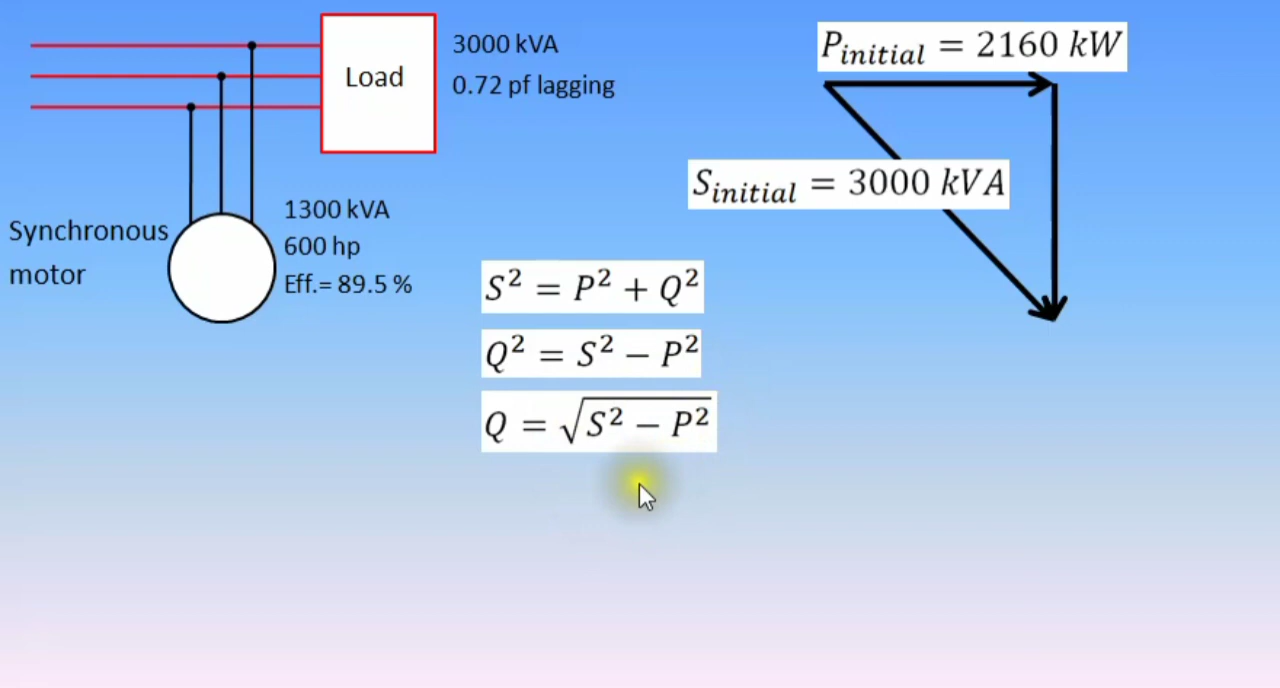 Load
3000 kVA
0.72 pf lagging
Synchronous
motor
1300 kVA
600 hp
Eff.= 89.5 %
P_initial = 2160 kW
S_initial = 3000 kVA
S² = P² + Q²
Q² = S² − P²
Q = √(S² − P²)